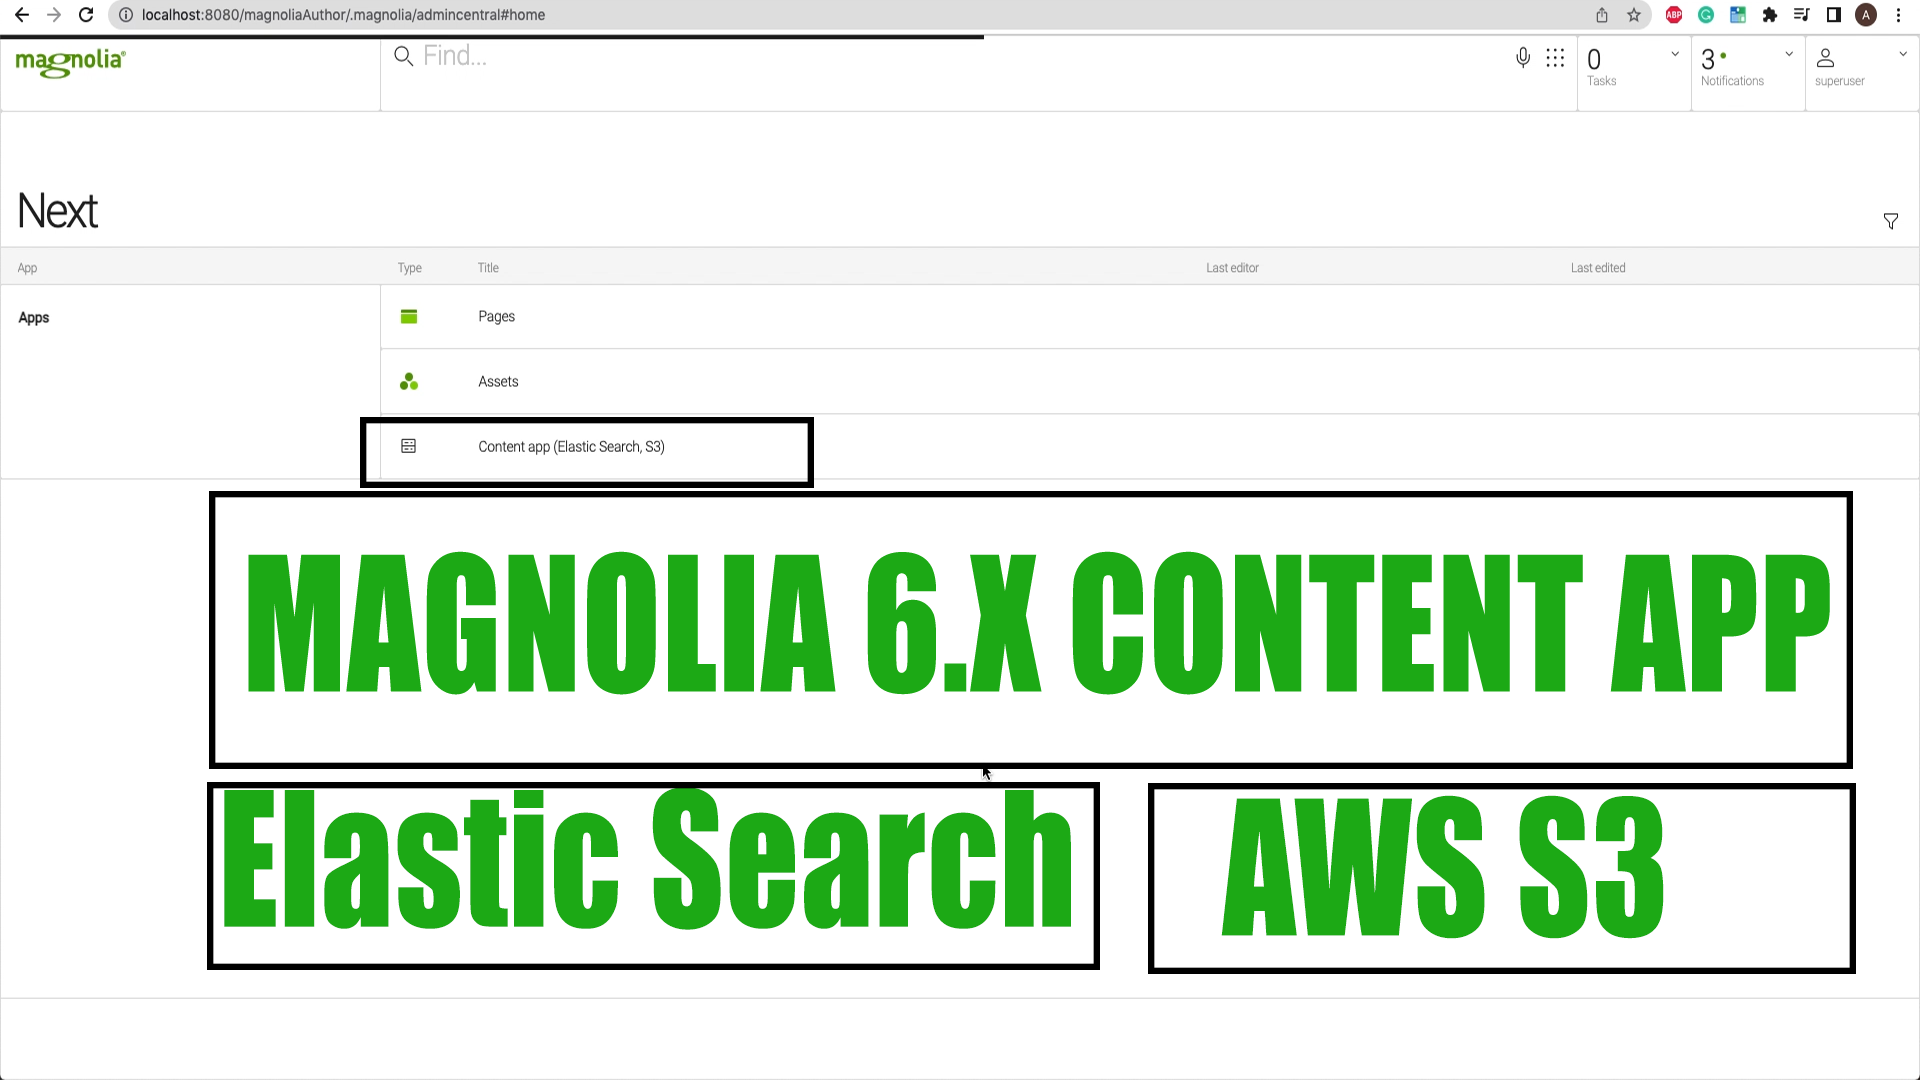 localhost:8080/magnoliaAuthor/.magnolia/admincentral#home
ABP
A
magnolia®
Find...
0
Tasks
3
Notifications
superuser
Next
App Type Title Last editor Last edited
Apps
Pages
Assets
Content app (Elastic Search, S3)
MAGNOLIA 6.X CONTENT APP
Elastic Search
AWS S3